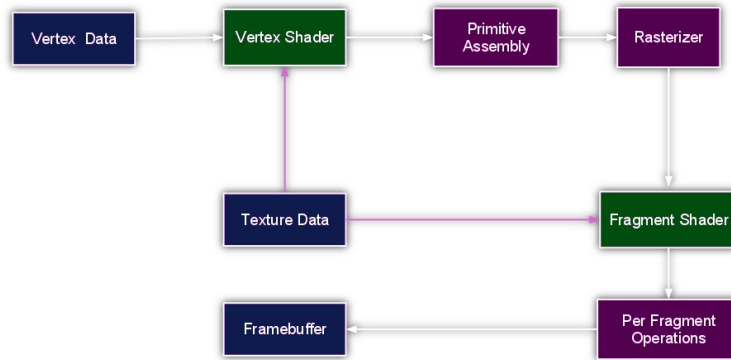 Vertex Data
Vertex Shader
Primitive
Assembly
Rasterizer
Texture Data
Fragment Shader
Framebuffer
Per Fragment
Operations